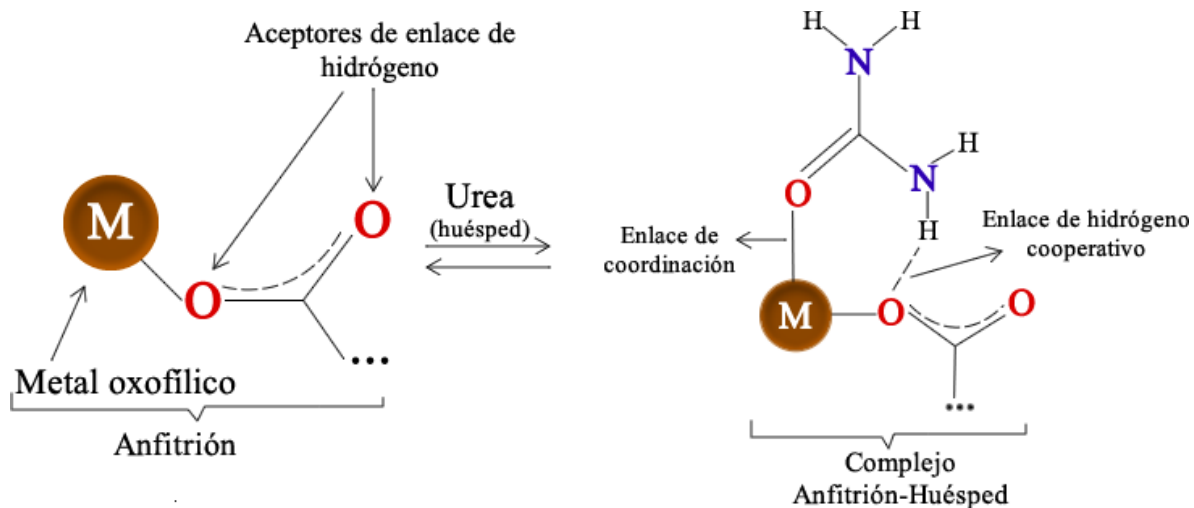 Aceptores de enlace de
hidrógeno
M
O
O
...
Metal oxofílico
Anfitrión
Urea
(huésped)
H
H
N
H
N
O
H
Enlace de
coordinación
Enlace de hidrógeno
cooperativo
M
O
O
...
Complejo
Anfitrión-Huésped